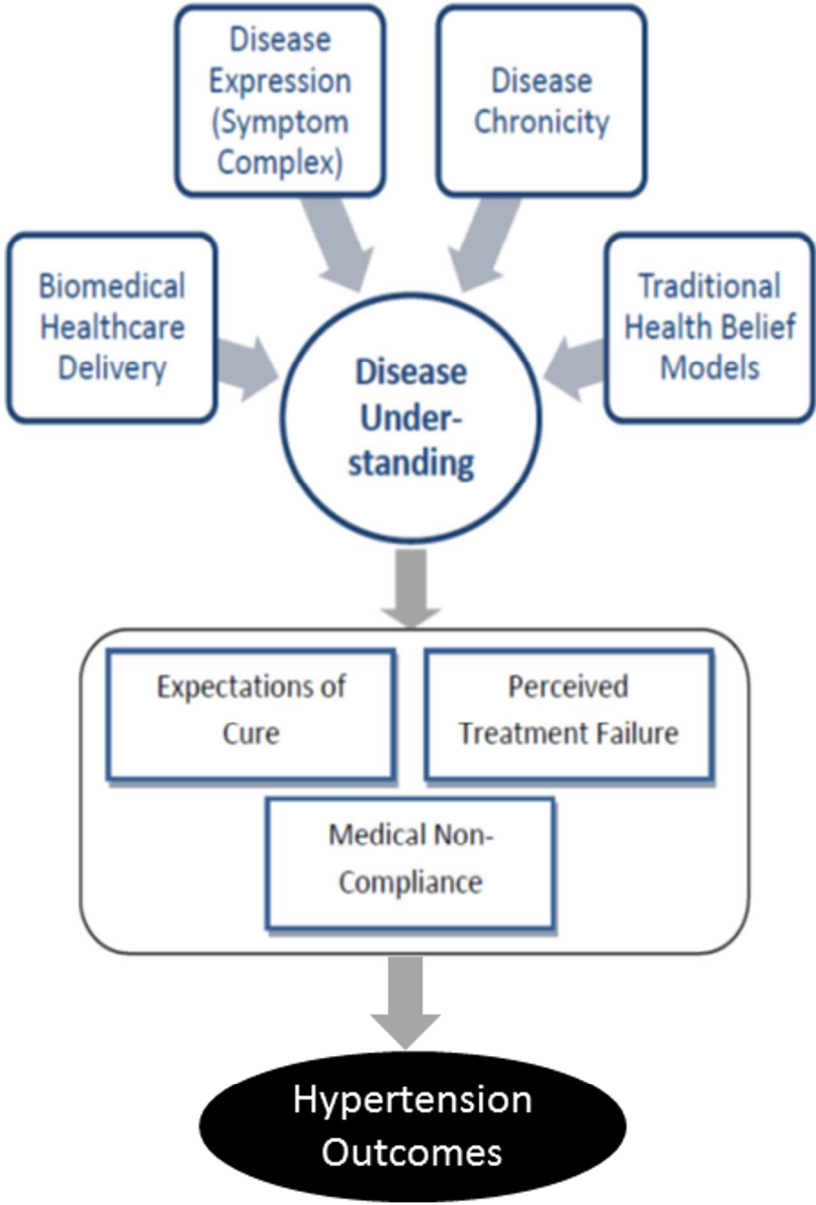 Disease
Expression
(Symptom
Complex)
Disease
Chronicity
Biomedical
Healthcare
Delivery
Traditional
Health Belief
Models
Disease
Under-
standing
Expectations of
Cure
Perceived
Treatment Failure
Medical Non-
Compliance
Hypertension
Outcomes